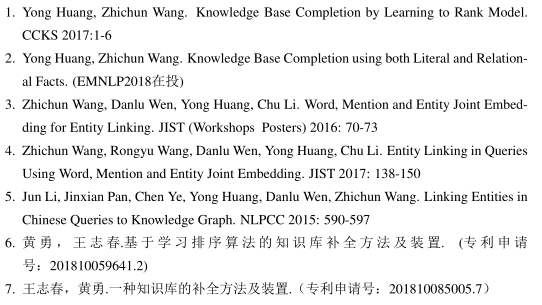 1. Yong Huang, Zhichun Wang. Knowledge Base Completion by Learning to Rank Model.
CCKS 2017:1-6
2. Yong Huang, Zhichun Wang. Knowledge Base Completion using both Literal and Relation-
al Facts. (EMNLP2018在投)
3. Zhichun Wang, Danlu Wen, Yong Huang, Chu Li. Word, Mention and Entity Joint Embed-
ding for Entity Linking. JIST (Workshops Posters) 2016: 70-73
4. Zhichun Wang, Rongyu Wang, Danlu Wen, Yong Huang, Chu Li. Entity Linking in Queries
Using Word, Mention and Entity Joint Embedding. JIST 2017: 138-150
5. Jun Li, Jinxian Pan, Chen Ye, Yong Huang, Danlu Wen, Zhichun Wang. Linking Entities in
Chinese Queries to Knowledge Graph. NLPCC 2015: 590-597
6. 黄勇，王志春.基于学习排序算法的知识库补全方法及装置. (专利申请
号：201810059641.2)
7. 王志春，黄勇.一种知识库的补全方法及装置.（专利申请号：201810085005.7）